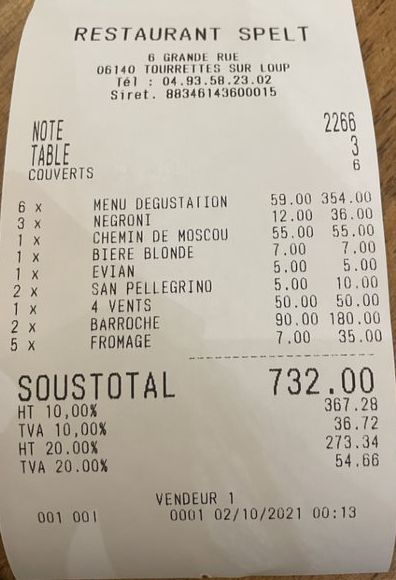 RESTAURANT SPELT
6 GRANDE RUE
06140 TOURRETTES SUR LOUP
Tél : 04.93.58.23.02
Siret. 88346143600015
NOTE 2266
TABLE 3
COUVERTS 6
6 x MENU DEGUSTATION 59.00 354.00
3 x NEGRONI 12.00 36.00
1 x CHEMIN DE MOSCOU 55.00 55.00
1 x BIERE BLONDE 7.00 7.00
1 x EVIAN 5.00 5.00
2 x SAN PELLEGRINO 5.00 10.00
1 x 4 VENTS 50.00 50.00
2 x BARROCHE 90.00 180.00
5 x FROMAGE 7.00 35.00
SOUSTOTAL 732.00
HT 10,00% 367.28
TVA 10,00% 36.72
HT 20.00% 273.34
TVA 20.00% 54.66
VENDEUR 1
001 001 0001 02/10/2021 00:13